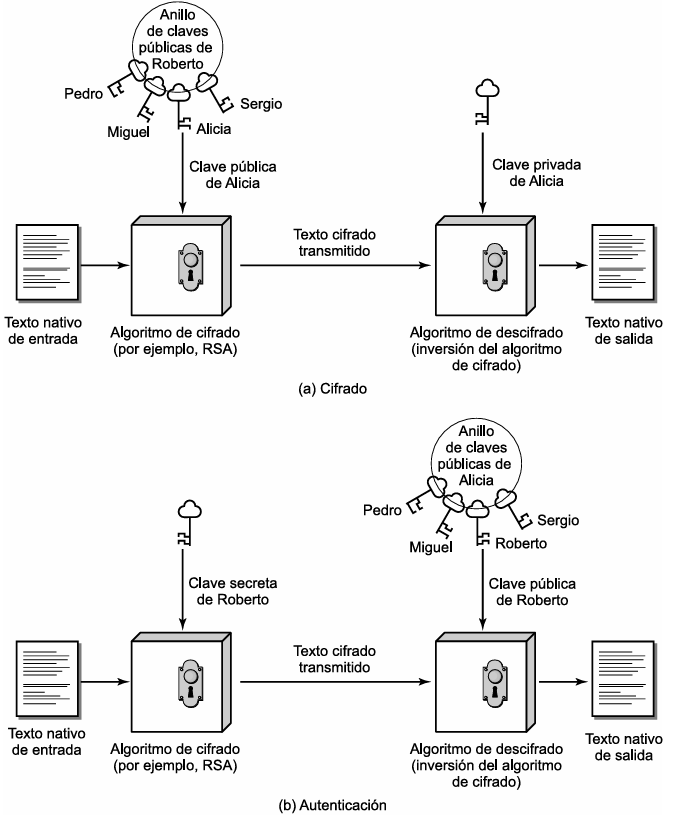 Anillo
de claves
públicas de
Roberto
Pedro
Miguel
Alicia
Sergio
Clave pública
de Alicia
Clave privada
de Alicia
Texto cifrado
transmitido
Texto nativo
de entrada
Algoritmo de cifrado
(por ejemplo, RSA)
Algoritmo de descifrado
(inversión del algoritmo
de cifrado)
Texto nativo
de salida
(a) Cifrado
Anillo
de claves
públicas de
Alicia
Pedro
Miguel
Roberto
Sergio
Clave secreta
de Roberto
Clave pública
de Roberto
Texto cifrado
transmitido
Texto nativo
de entrada
Algoritmo de cifrado
(por ejemplo, RSA)
Algoritmo de descifrado
(inversión del algoritmo
de cifrado)
Texto nativo
de salida
(b) Autenticación